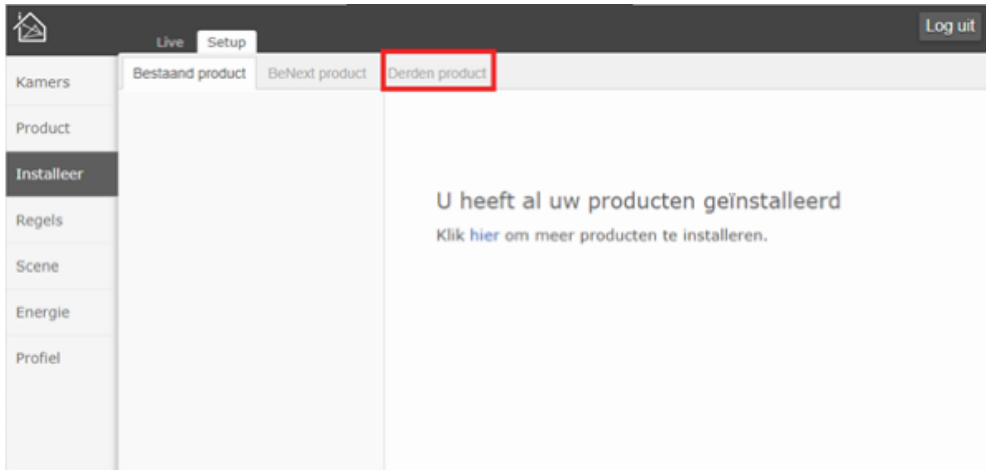 Log uit
Live Setup
Bestaand product BeNext product Derden product
Kamers
Product
Installeer
Regels
Scene
Energie
Profiel
U heeft al uw producten geïnstalleerd
Klik hier om meer producten te installeren.